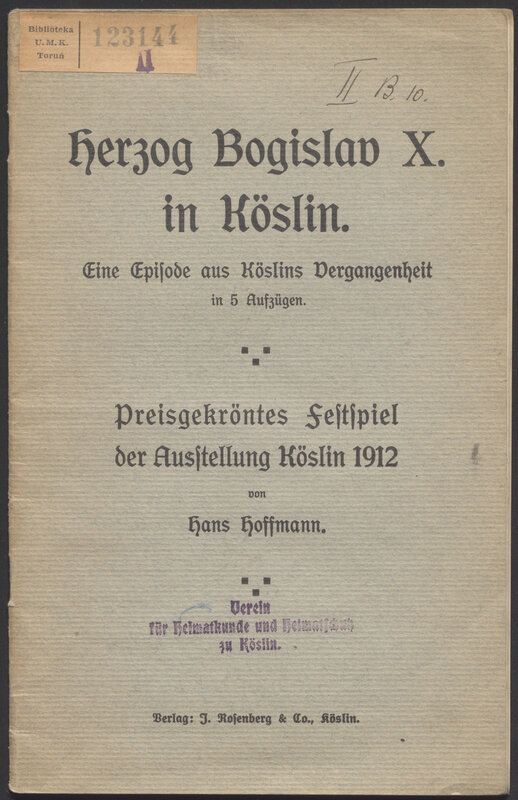 Biblioteka
U. M. K.
Toruń
123144
II
II B. 10.
Herzog Bogislav X.
in Köslin.
Eine Epiſode aus Köslins Vergangenheit
in 5 Aufzügen.
Preisgekröntes Feſtſpiel
der Ausſtellung Köslin 1912
von
Hans Hoffmann.
Verein
für Heimatkunde und Heimatſchutz
zu Köslin.
Verlag: J. Roſenberg & Co., Köslin.